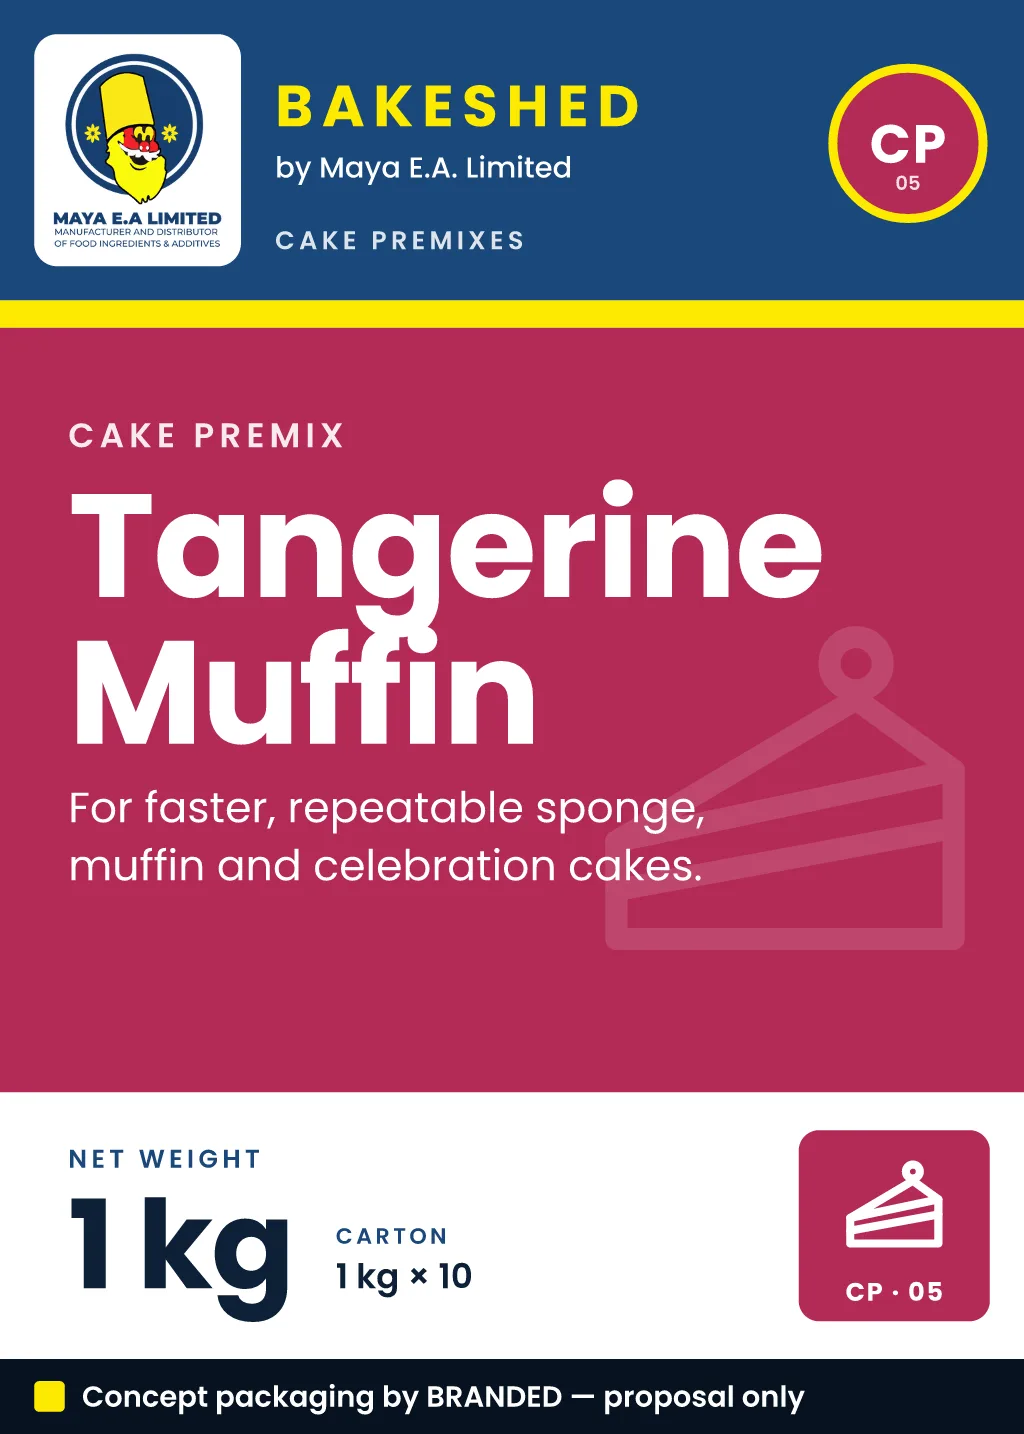 MAYA E.A LIMITED
MANUFACTURER AND DISTRIBUTOR
OF FOOD INGREDIENTS & ADDITIVES
BAKESHED
by Maya E.A. Limited
CAKE PREMIXES
CP
05
CAKE PREMIX
Tangerine
Muffin
For faster, repeatable sponge,
muffin and celebration cakes.
NET WEIGHT
1 kg
CARTON
1 kg × 10
CP · 05
Concept packaging by BRANDED — proposal only